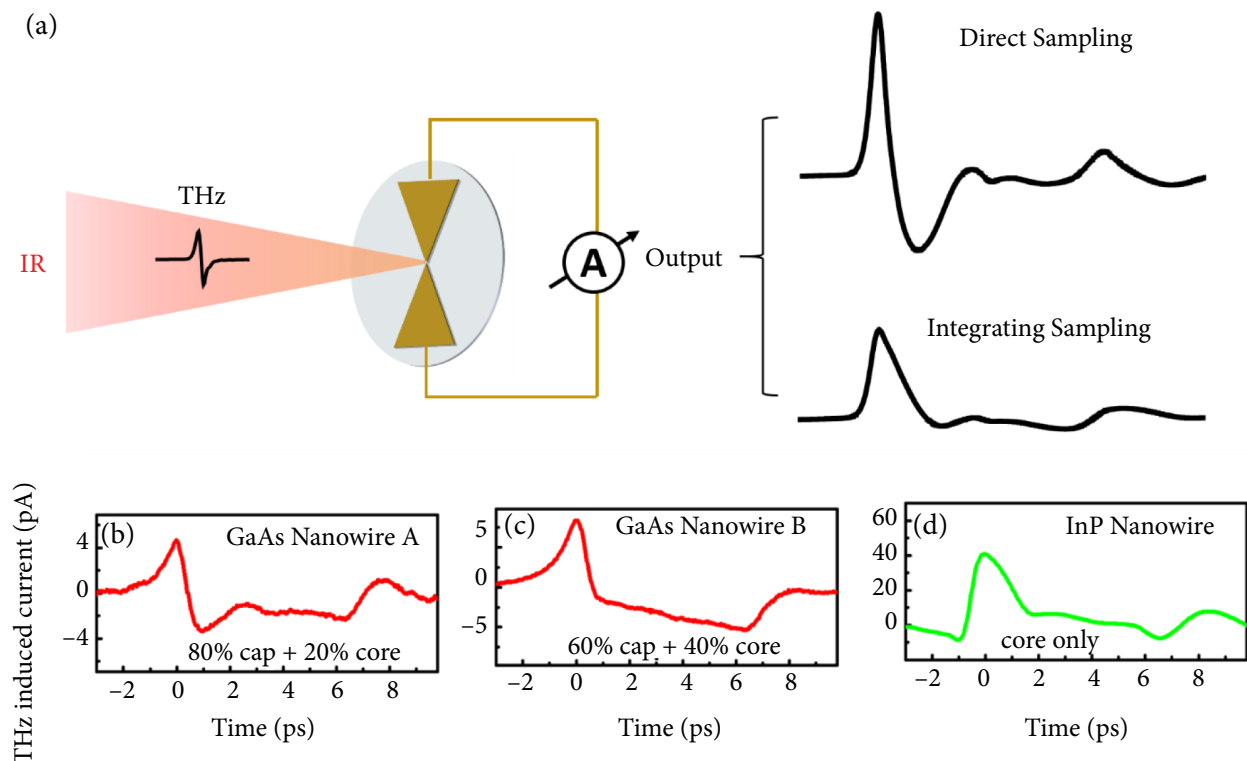 (a)
Direct Sampling
THz
IR
A
Output
Integrating Sampling
THz induced current (pA)
(b)
GaAs Nanowire A
4
0
−4
80% cap + 20% core
−2 0 2 4 6 8
Time (ps)
(c)
GaAs Nanowire B
5
0
−5
60% cap + 40% core
−2 0 2 4 6 8
Time (ps)
(d)
InP Nanowire
60
40
20
0
core only
−2 0 2 4 6 8
Time (ps)